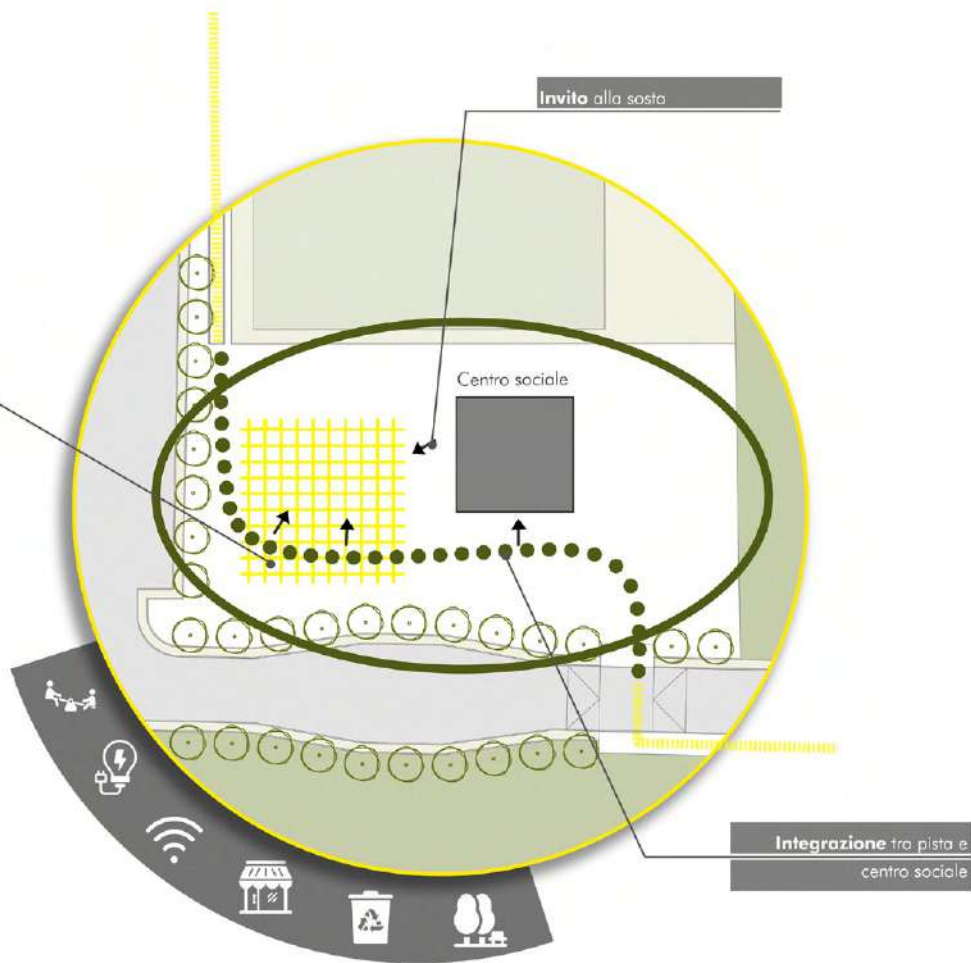 Invito alla sosta
Centro sociale
Integrazione tra pista e
centro sociale